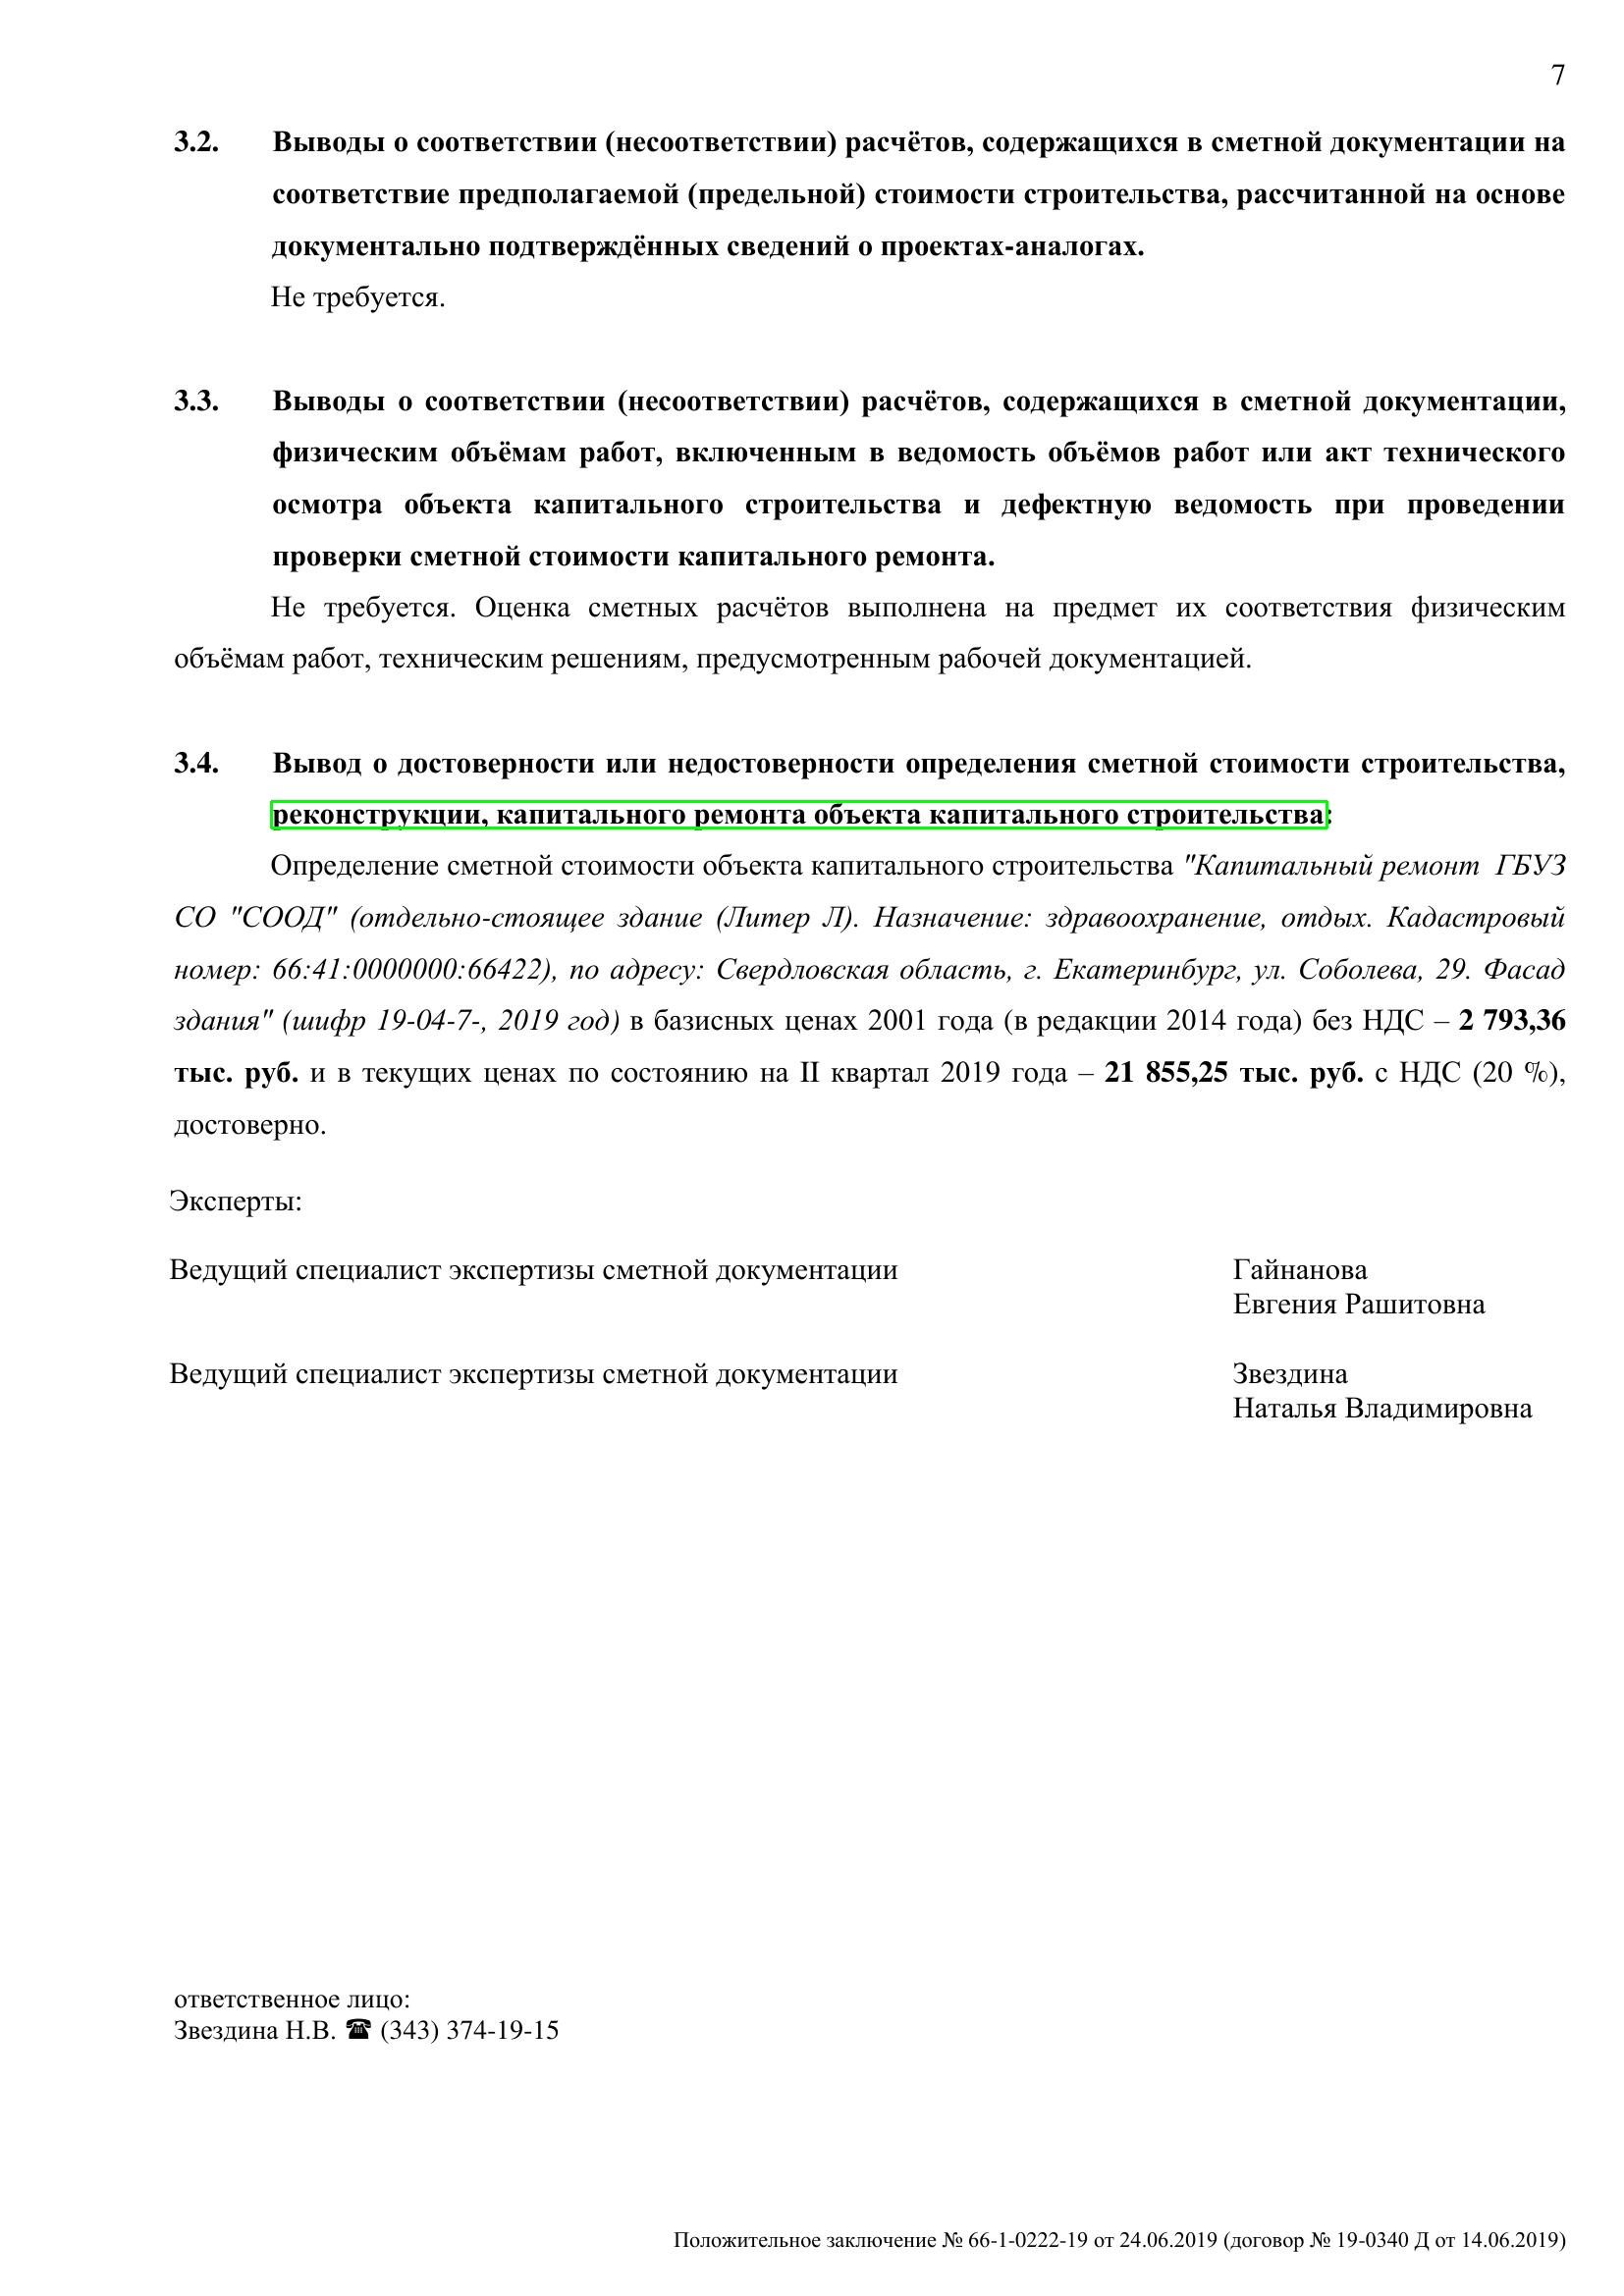 7
3.2. Выводы о соответствии (несоответствии) расчётов, содержащихся в сметной документации на
соответствие предполагаемой (предельной) стоимости строительства, рассчитанной на основе
документально подтверждённых сведений о проектах-аналогах.
Не требуется.
3.3. Выводы о соответствии (несоответствии) расчётов, содержащихся в сметной документации,
физическим объёмам работ, включенным в ведомость объёмов работ или акт технического
осмотра объекта капитального строительства и дефектную ведомость при проведении
проверки сметной стоимости капитального ремонта.
Не требуется. Оценка сметных расчётов выполнена на предмет их соответствия физическим
объёмам работ, техническим решениям, предусмотренным рабочей документацией.
3.4. Вывод о достоверности или недостоверности определения сметной стоимости строительства,
реконструкции, капитального ремонта объекта капитального строительства:
Определение сметной стоимости объекта капитального строительства "Капитальный ремонт ГБУЗ
СО "СООД" (отдельно-стоящее здание (Литер Л). Назначение: здравоохранение, отдых. Кадастровый
номер: 66:41:0000000:66422), по адресу: Свердловская область, г. Екатеринбург, ул. Соболева, 29. Фасад
здания" (шифр 19-04-7-, 2019 год) в базисных ценах 2001 года (в редакции 2014 года) без НДС – 2 793,36
тыс. руб. и в текущих ценах по состоянию на II квартал 2019 года – 21 855,25 тыс. руб. с НДС (20 %),
достоверно.
Эксперты:
Ведущий специалист экспертизы сметной документации Гайнанова
Евгения Рашитовна
Ведущий специалист экспертизы сметной документации Звездина
Наталья Владимировна
ответственное лицо:
Звездина Н.В. ☎ (343) 374-19-15
Положительное заключение № 66-1-0222-19 от 24.06.2019 (договор № 19-0340 Д от 14.06.2019)